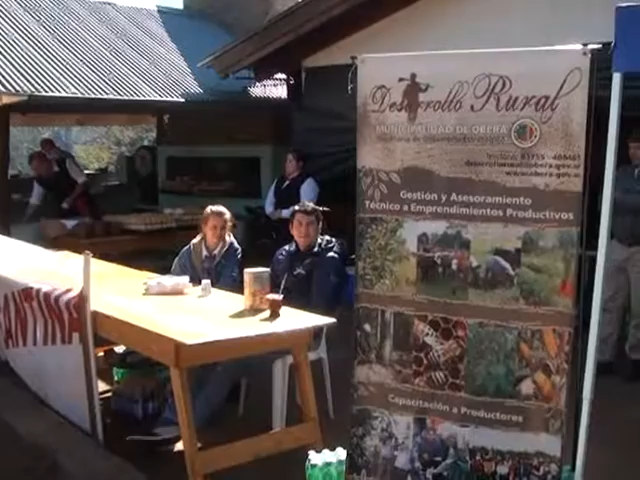 Desarrollo Rural
MUNICIPALIDAD DE OBERÁ
Gestión y Asesoramiento
Técnico a Emprendimientos Productivos
Capacitación a Productores
ANTINA